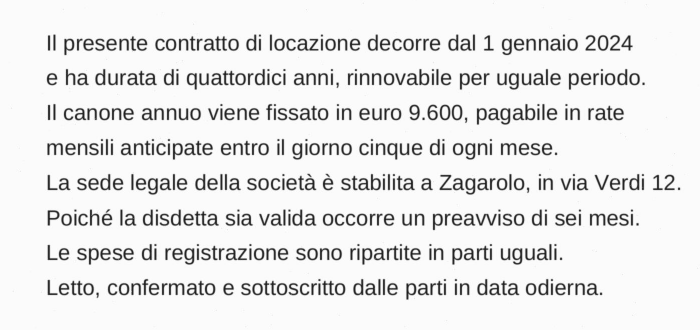 Il presente contratto di locazione decorre dal 1 gennaio 2024
e ha durata di quattordici anni, rinnovabile per uguale periodo.
Il canone annuo viene fissato in euro 9.600, pagabile in rate
mensili anticipate entro il giorno cinque di ogni mese.
La sede legale della società è stabilita a Zagarolo, in via Verdi 12.
Poiché la disdetta sia valida occorre un preavviso di sei mesi.
Le spese di registrazione sono ripartite in parti uguali.
Letto, confermato e sottoscritto dalle parti in data odierna.